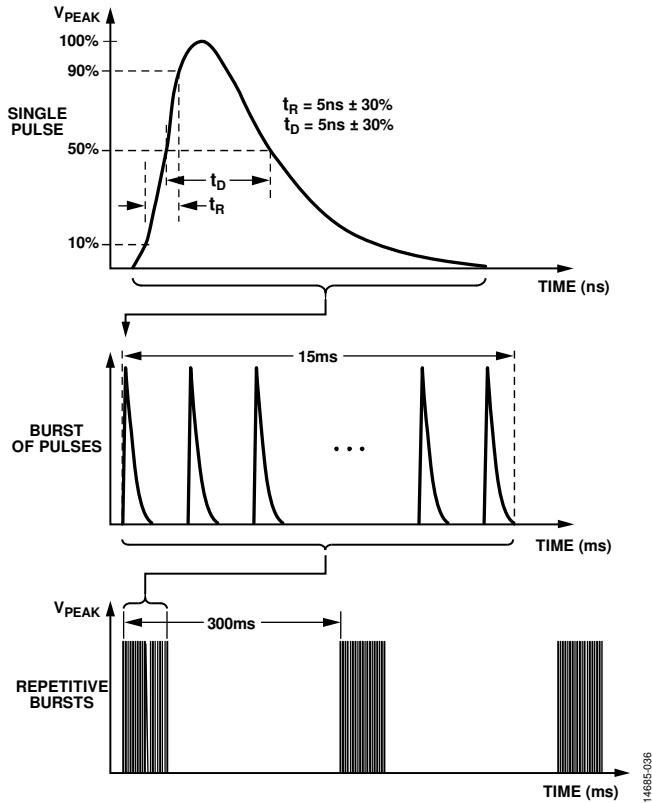 VPEAK
100%
90%
SINGLE
PULSE
tR = 5ns ± 30%
tD = 5ns ± 30%
50%
tD
tR
10%
TIME (ns)
15ms
BURST
OF PULSES
...
TIME (ms)
VPEAK
300ms
REPETITIVE
BURSTS
TIME (ms)
14685-036